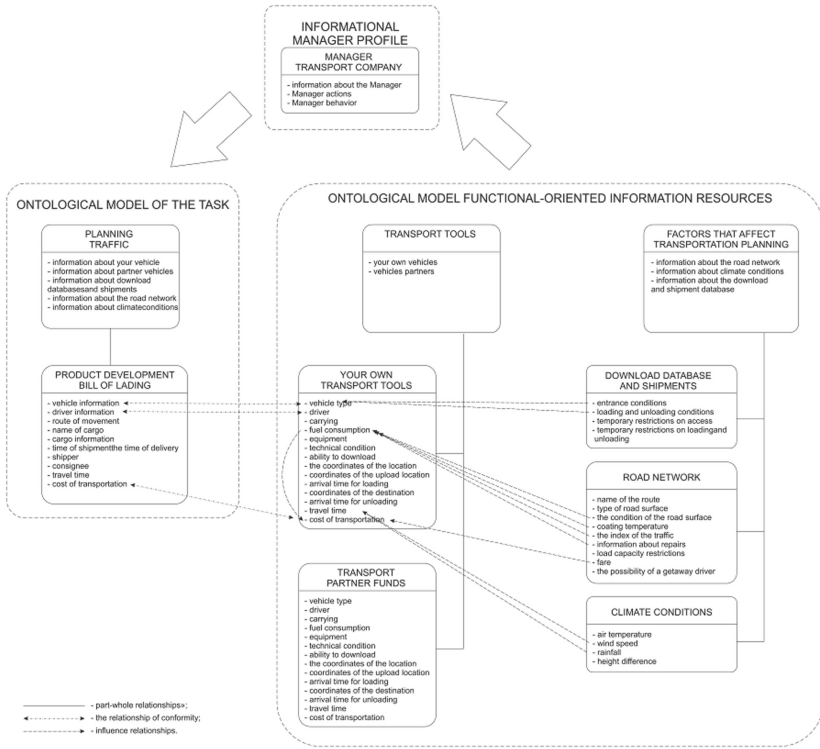 INFORMATIONAL
MANAGER PROFILE
MANAGER
TRANSPORT COMPANY
- information about the Manager
- Manager actions
- Manager behavior
ONTOLOGICAL MODEL OF THE TASK
PLANNING
TRAFFIC
- information about your vehicle
- information about partner vehicles
- information about download
databasesand shipments
- information about the road network
- information about climateconditions
PRODUCT DEVELOPMENT
BILL OF LADING
- vehicle information
- driver information
- route of movement
- name of cargo
- cargo information
- time of shipmentthe time of delivery
- shipper
- consignee
- travel time
- cost of transportation
ONTOLOGICAL MODEL FUNCTIONAL-ORIENTED INFORMATION RESOURCES
TRANSPORT TOOLS
- your own vehicles
- vehicles partners
FACTORS THAT AFFECT
TRANSPORTATION PLANNING
- information about the road network
- information about climate conditions
- information about the download
and shipment database
YOUR OWN
TRANSPORT TOOLS
- vehicle type
- driver
- carrying
- fuel consumption
- equipment
- technical condition
- ability to download
- the coordinates of the location
- coordinates of the upload location
- arrival time for loading
- coordinates of the destination
- arrival time for unloading
- travel time
- cost of transportation
DOWNLOAD DATABASE
AND SHIPMENTS
- entrance conditions
- loading and unloading conditions
- temporary restrictions on access
- temporary restrictions on loadingand
unloading
ROAD NETWORK
- name of the route
- type of road surface
- the condition of the road surface
- coating temperature
- the index of the traffic
- information about repairs
- load capacity restrictions
- fare
- the possibility of a getaway driver
TRANSPORT
PARTNER FUNDS
- vehicle type
- driver
- carrying
- fuel consumption
- equipment
- technical condition
- ability to download
- the coordinates of the location
- coordinates of the upload location
- arrival time for loading
- coordinates of the destination
- arrival time for unloading
- travel time
- cost of transportation
CLIMATE CONDITIONS
- air temperature
- wind speed
- rainfall
- height difference
- part-whole relationships»;
- the relationship of conformity;
- influence relationships.